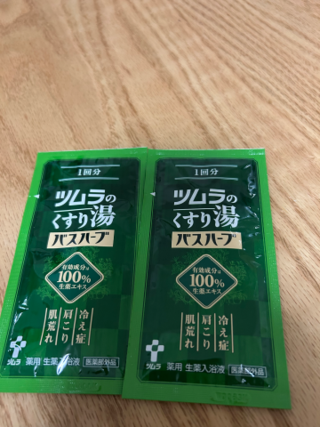 1回分
ツムラの
くすり湯
バスハーブ
有効成分は
100%
生薬エキス
冷え症
肩こり
肌荒れ
ツムラ 薬用 生薬入浴液 医薬部外品
1回分
ツムラの
くすり湯
バスハーブ
有効成分は
100%
生薬エキス
冷え症
肩こり
肌荒れ
ツムラ 薬用 生薬入浴液 医薬部外品